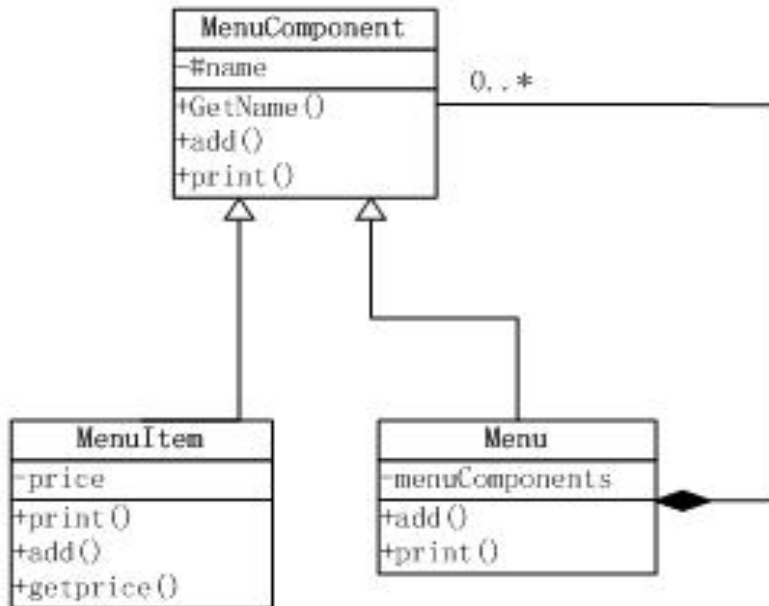 MenuComponent
-#name
+GetName()
+add()
+print()
0..*
MenuItem
-price
+print()
+add()
+getprice()
Menu
-menuComponents
+add()
+print()